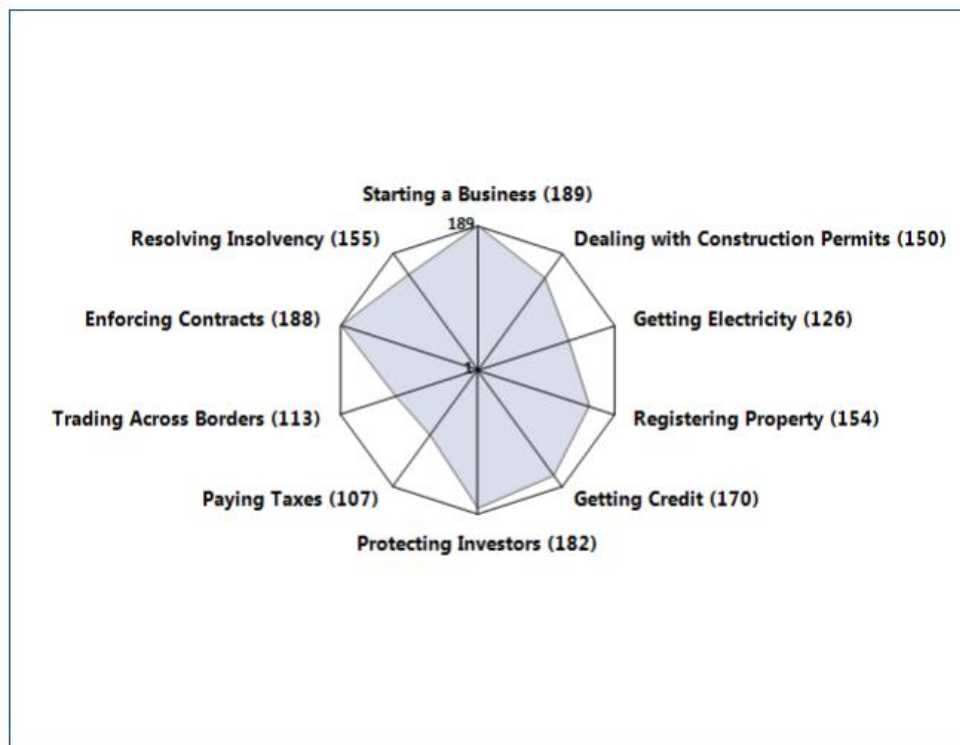 Starting a Business (189)
189
Resolving Insolvency (155)
Dealing with Construction Permits (150)
Enforcing Contracts (188)
Getting Electricity (126)
1
Trading Across Borders (113)
Registering Property (154)
Paying Taxes (107)
Getting Credit (170)
Protecting Investors (182)